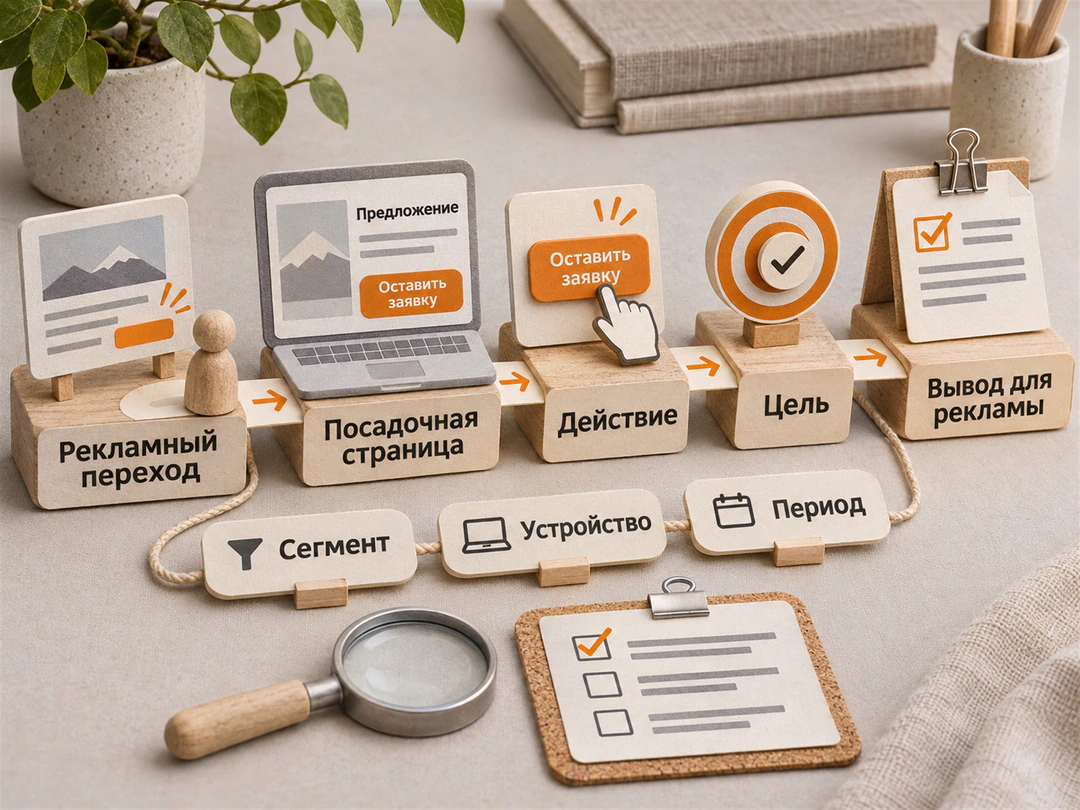 Предложение
Оставить
заявку
Оставить
заявку
Рекламный
переход
Посадочная
страница
Действие
Цель
Вывод для
рекламы
Сегмент
Устройство
Период